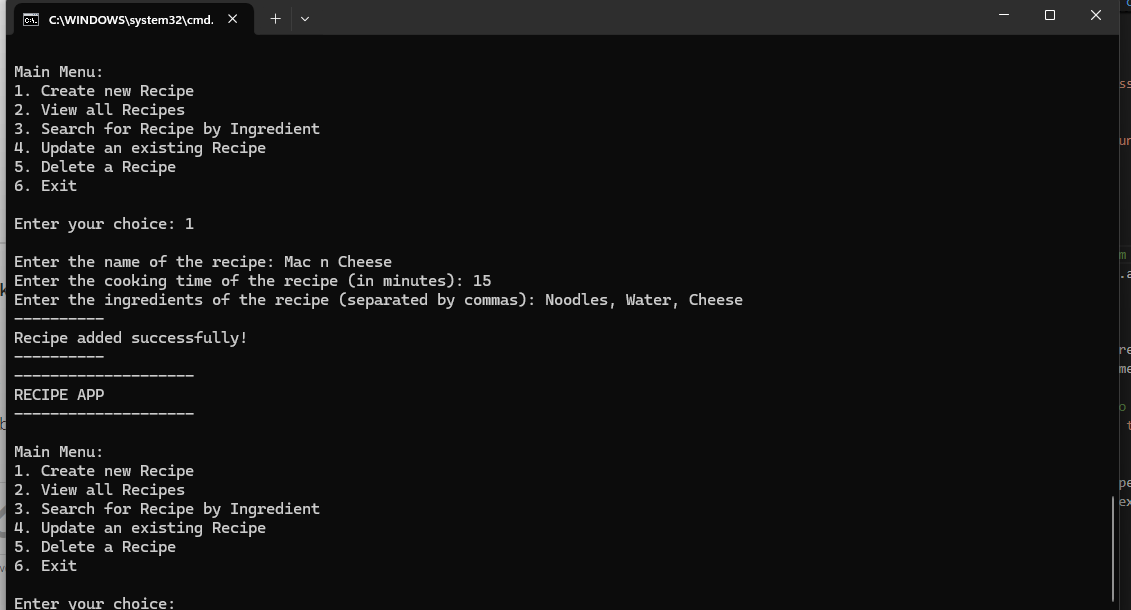 C:\WINDOWS\system32\cmd.
Main Menu:
1. Create new Recipe
2. View all Recipes
3. Search for Recipe by Ingredient
4. Update an existing Recipe
5. Delete a Recipe
6. Exit
Enter your choice: 1
Enter the name of the recipe: Mac n Cheese
Enter the cooking time of the recipe (in minutes): 15
Enter the ingredients of the recipe (separated by commas): Noodles, Water, Cheese
----------
Recipe added successfully!
----------
--------------------
RECIPE APP
--------------------
Main Menu:
1. Create new Recipe
2. View all Recipes
3. Search for Recipe by Ingredient
4. Update an existing Recipe
5. Delete a Recipe
6. Exit
Enter your choice: